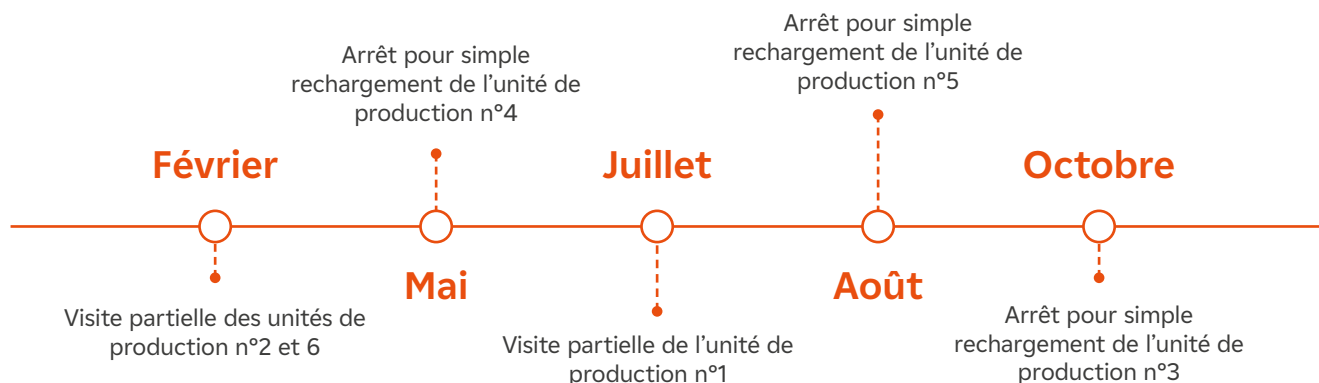 Février
Visite partielle des unités de
production n°2 et 6
Arrêt pour simple
rechargement de l’unité de
production n°4
Mai
Juillet
Visite partielle de l’unité de
production n°1
Arrêt pour simple
rechargement de l’unité de
production n°5
Août
Octobre
Arrêt pour simple
rechargement de l’unité de
production n°3